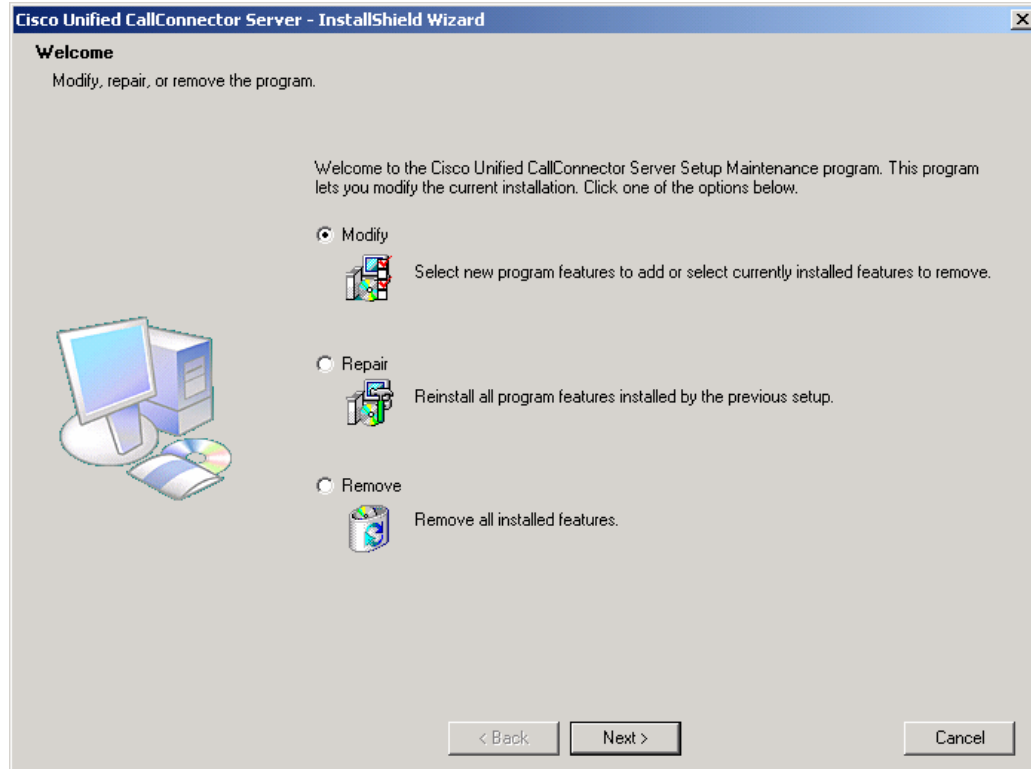 Cisco Unified CallConnector Server - InstallShield Wizard
Welcome
Modify, repair, or remove the program.
Welcome to the Cisco Unified CallConnector Server Setup Maintenance program. This program
lets you modify the current installation. Click one of the options below.
Modify
Select new program features to add or select currently installed features to remove.
Repair
Reinstall all program features installed by the previous setup.
Remove
Remove all installed features.
< Back
Next >
Cancel